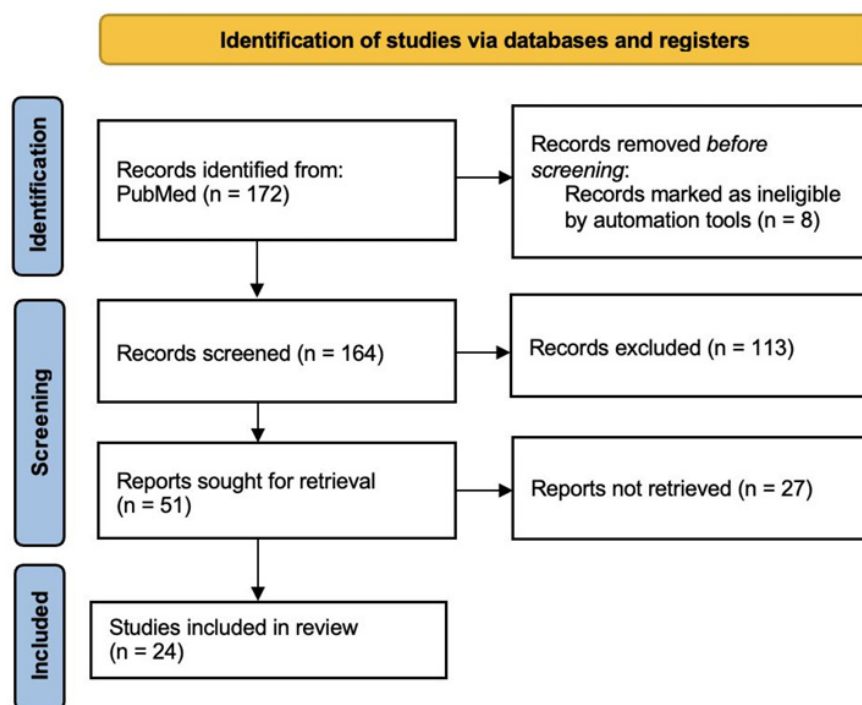 Identification of studies via databases and registers
Identification
Records identified from:
PubMed (n = 172)
Records removed before
screening:
Records marked as ineligible
by automation tools (n = 8)
Screening
Records screened (n = 164)
Records excluded (n = 113)
Reports sought for retrieval
(n = 51)
Reports not retrieved (n = 27)
Included
Studies included in review
(n = 24)